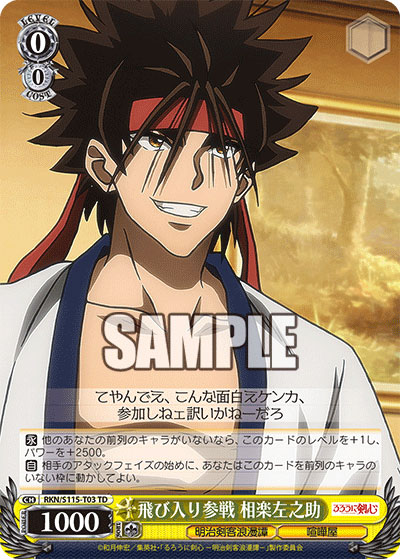 LEVEL
0
0
COST
SAMPLE
てやんでえ、こんな面白えケンカ、
参加しねェ訳いがねーだろ
永 他のあなたの前列のキャラがいないなら、このカードのレベルを+1し、
パワーを+2500。
自 相手のアタックフェイズの始めに、あなたはこのカードを前列のキャラの
いない枠に動かしてよい。
CH RKN/S115-T03 TD
飛び入り参戦 相楽左之助
るろうに剣心
POWER
1000
SOUL
明治剣客浪漫譚
喧嘩屋
©和月伸宏/集英社・「るろうに剣心 -明治剣客浪漫譚-」製作委員会